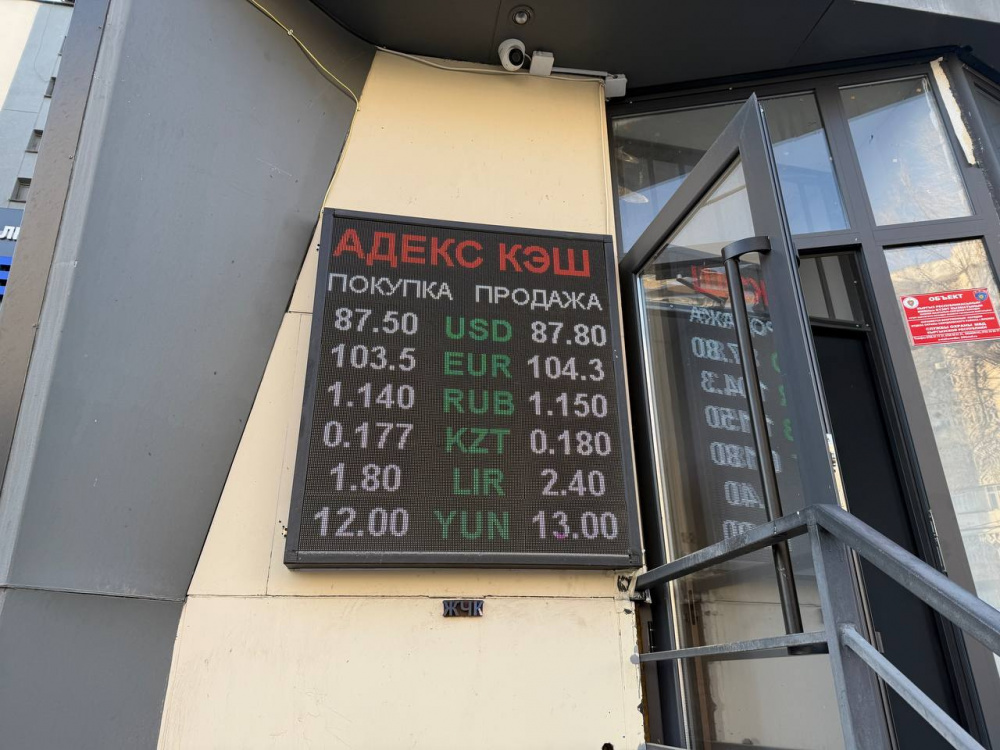 АДЕКС КЭШ
ПОКУПКА ПРОДАЖА
87.50 USD 87.80
103.5 EUR 104.3
1.140 RUB 1.150
0.177 KZT 0.180
1.80 LIR 2.40
12.00 YUN 13.00
ЖЧК
ОБЪЕКТ